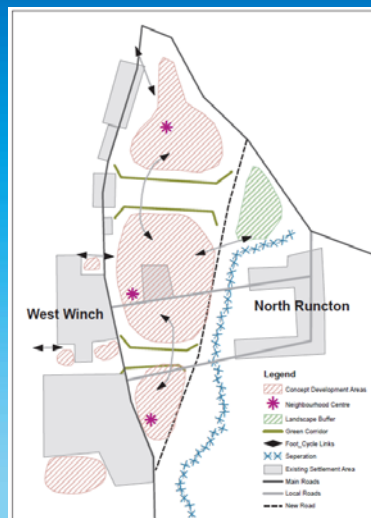 West Winch
North Runcton
Legend
Concept Development Areas
Neighbourhood Centre
Landscape Buffer
Green Corridor
Foot_Cycle Links
Seperation
Existing Settlement Area
Main Roads
Local Roads
New Road